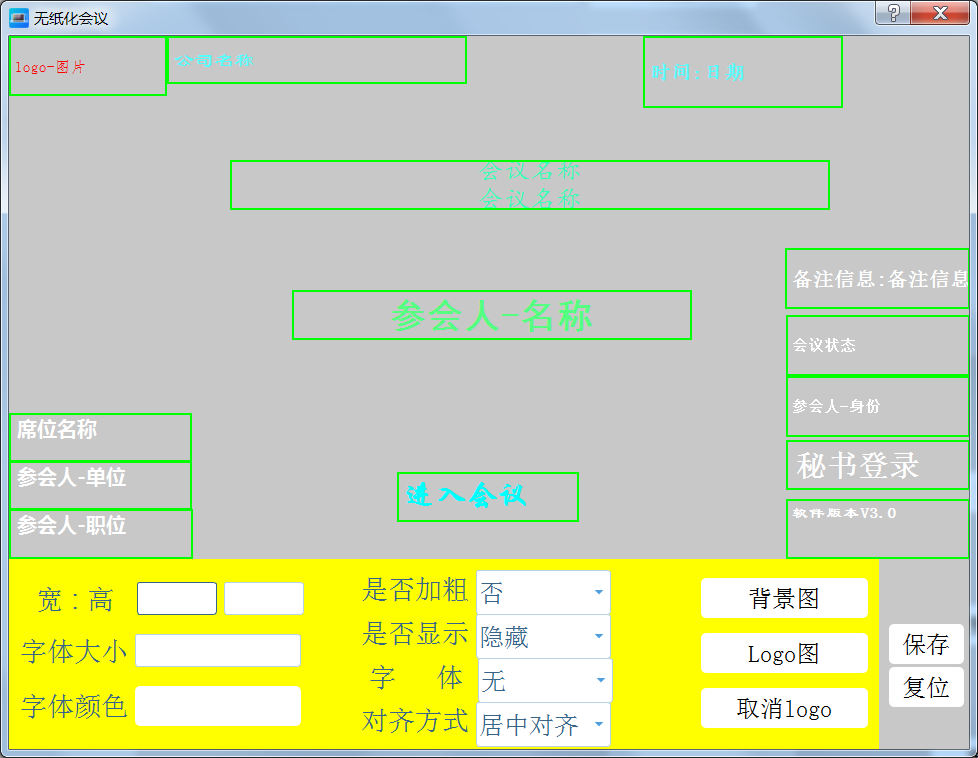 无纸化会议
logo-图片
公司名称
时间:日期
会议名称
会议名称
备注信息:备注信息
参会人-名称
会议状态
参会人-身份
席位名称
秘书登录
参会人-单位
进入会议
软件版本V3.0
参会人-职位
宽:高
是否加粗 否
背景图
是否显示 隐藏
字体大小
Logo图
保存
字 体 无
复位
字体颜色
对齐方式 居中对齐
取消logo